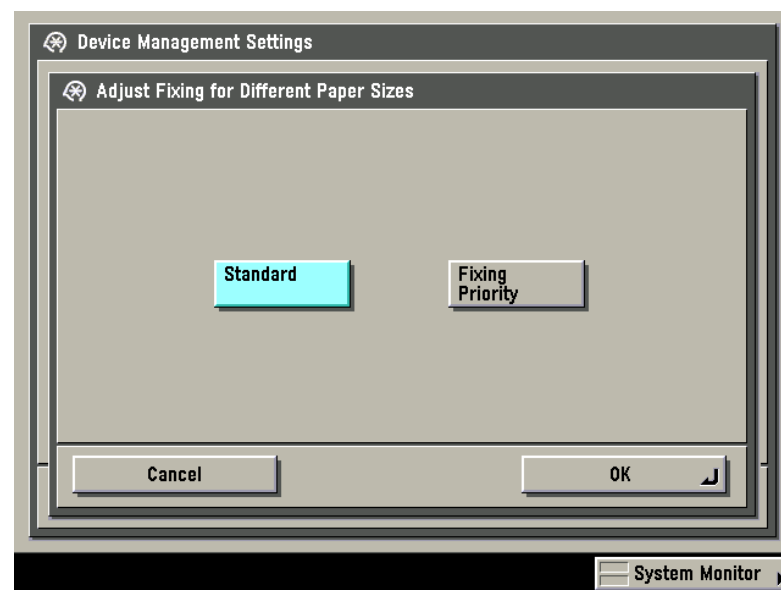 Device Management Settings
Adjust Fixing for Different Paper Sizes
Standard
Fixing
Priority
Cancel
OK
System Monitor